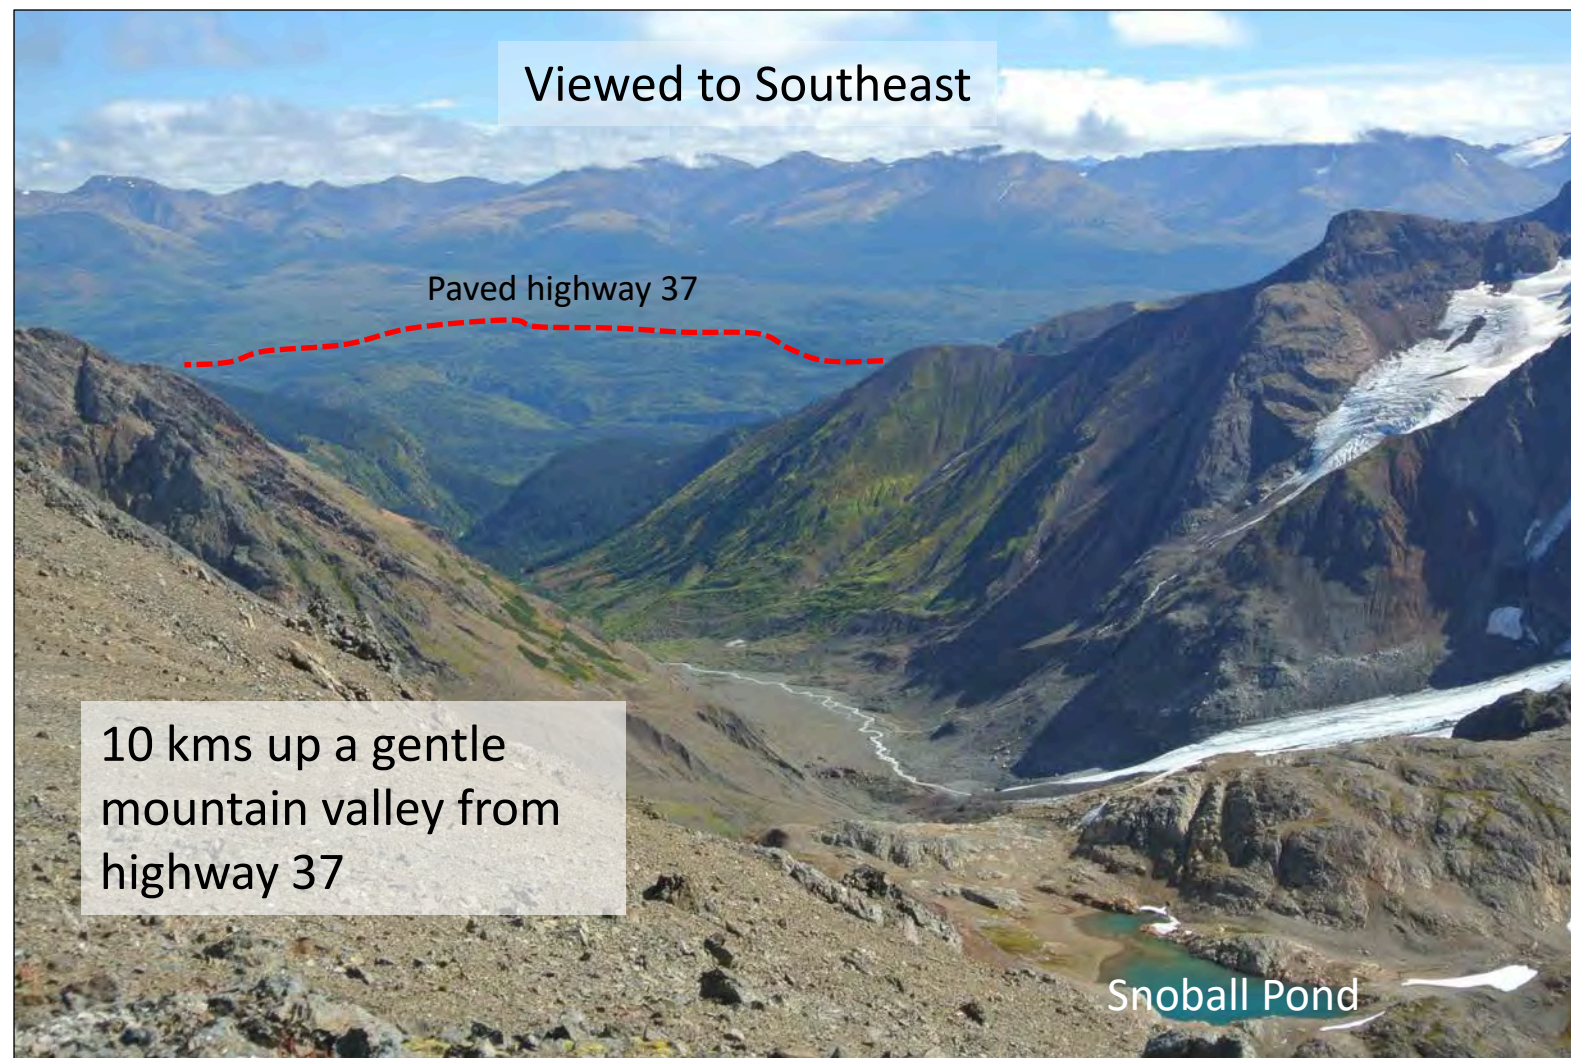 Viewed to Southeast
Paved highway 37
10 kms up a gentle
mountain valley from
highway 37
Snoball Pond